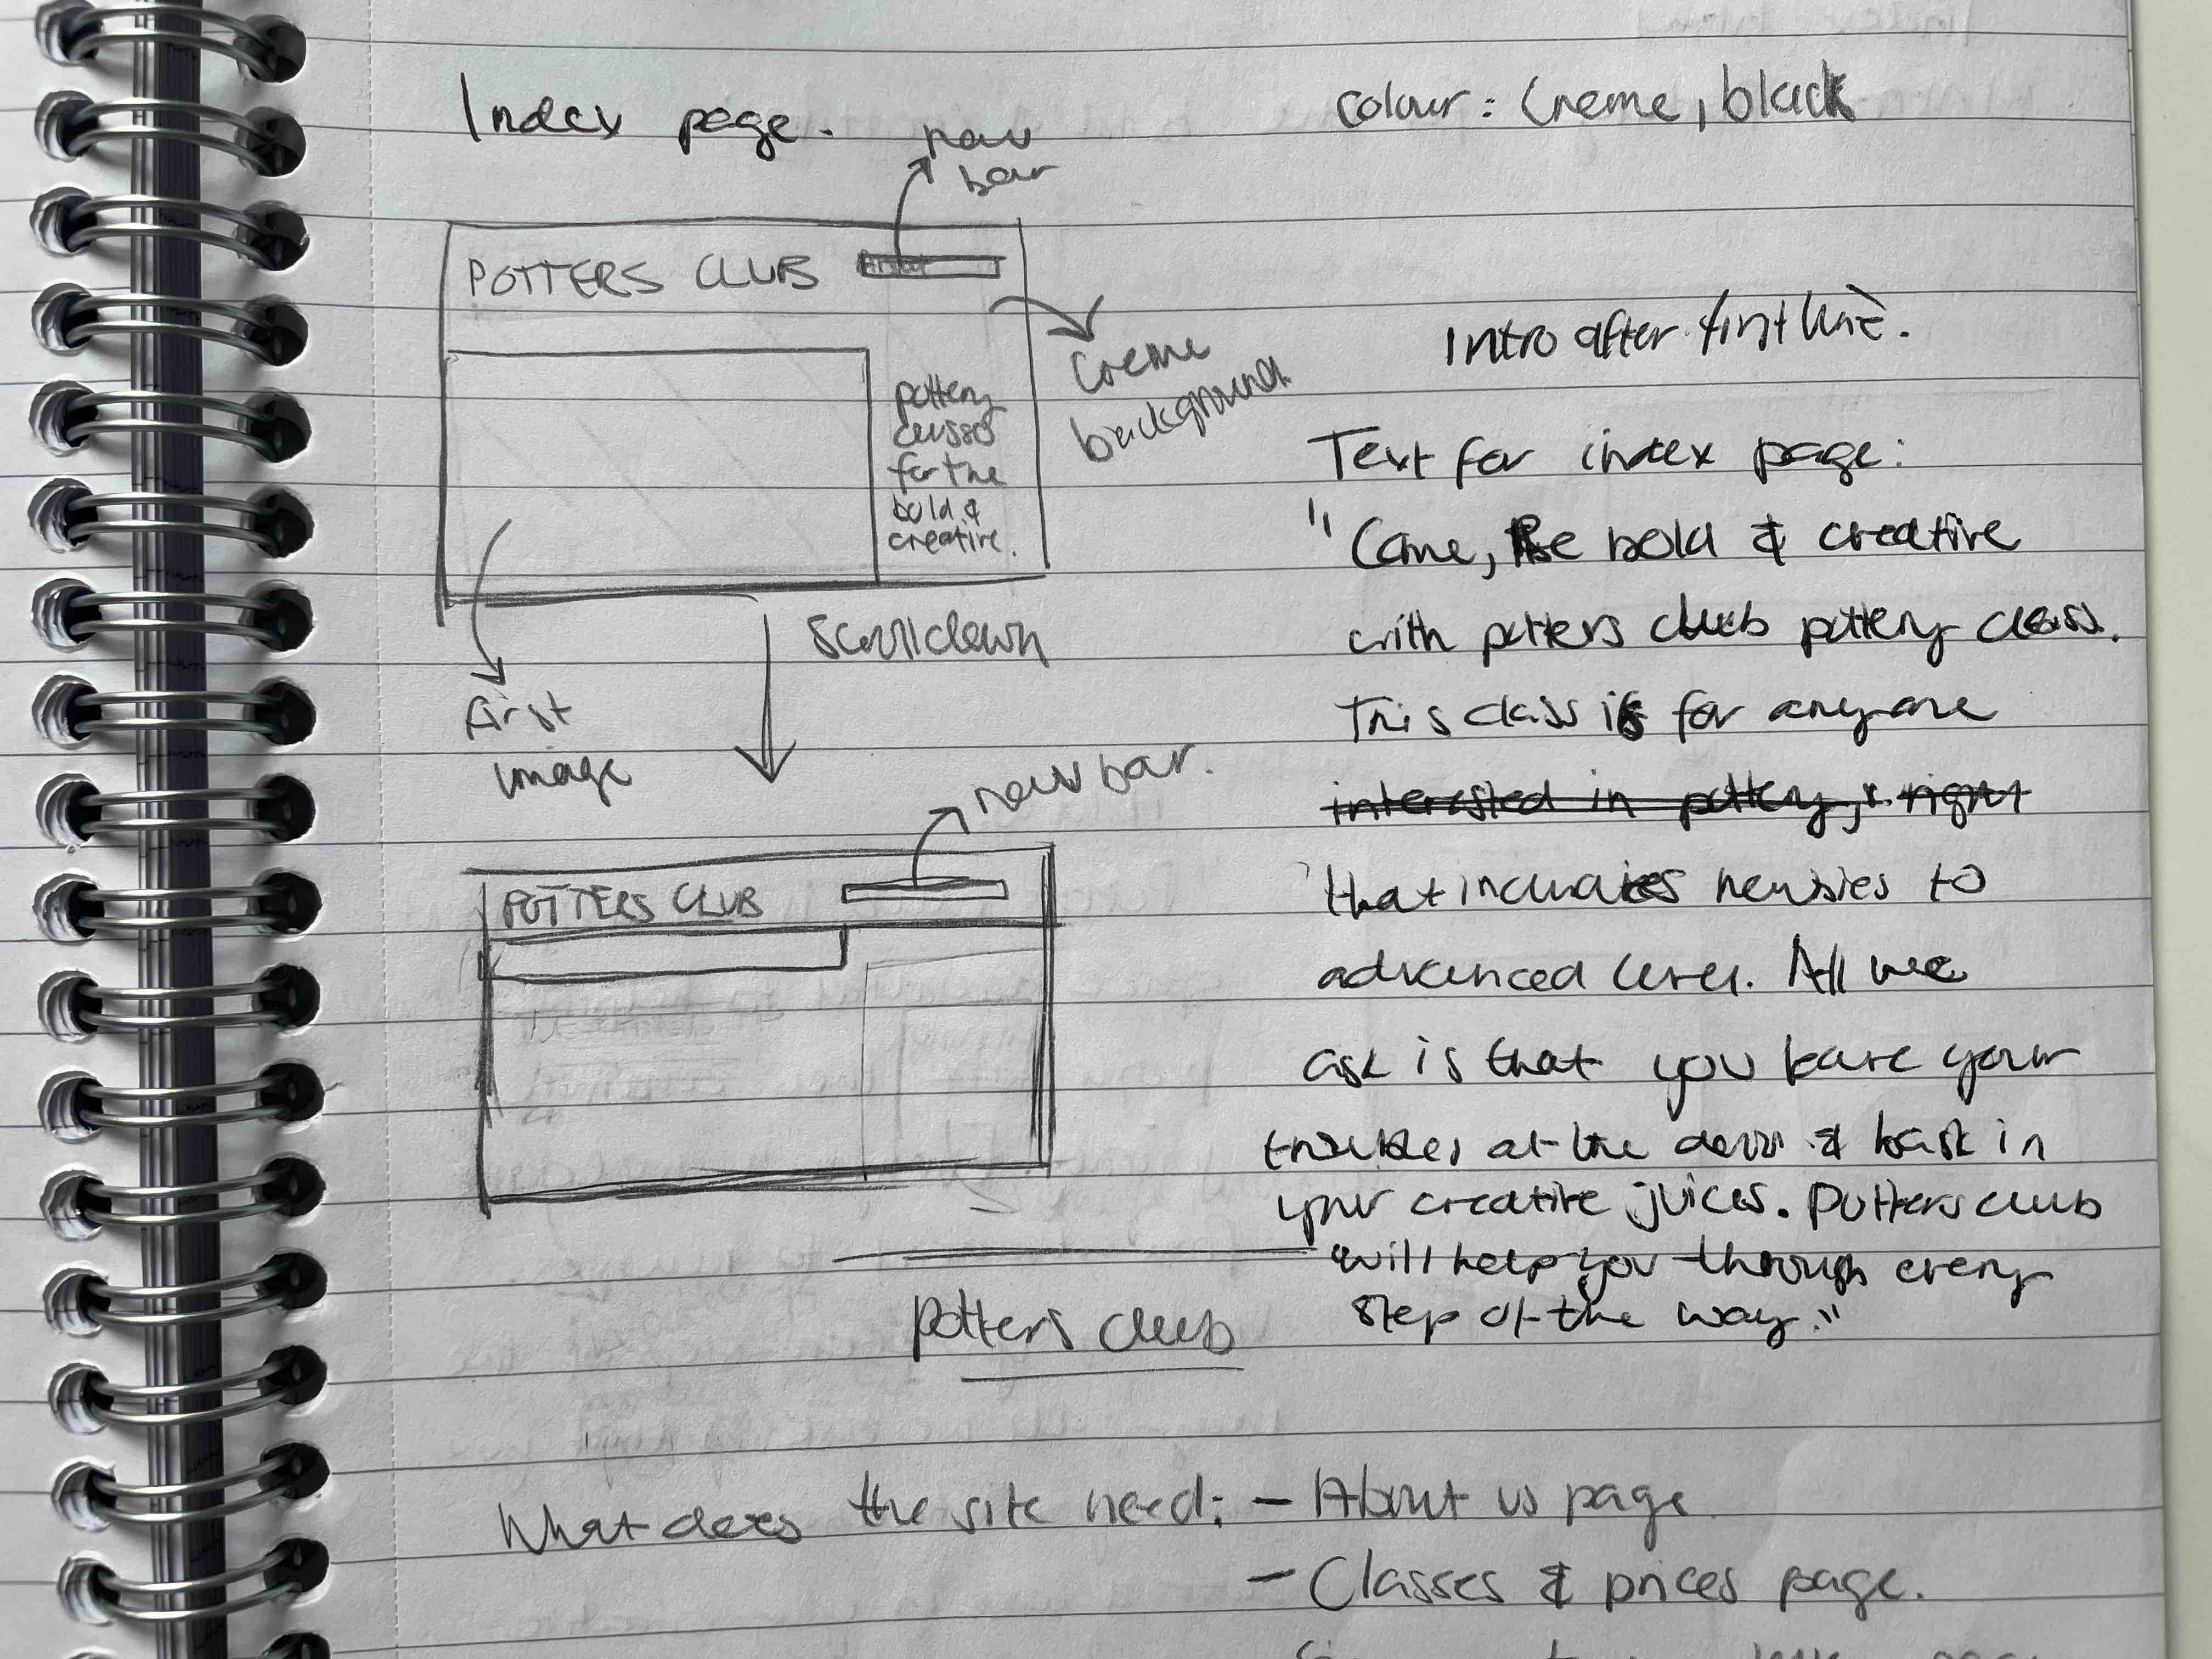 Index page.
colour: Creme, black
nav
bar
POTTERS CLUB
Creme
background
pottery
classes
for the
bold &
creative.
Scroll down
First
image
nav bar.
POTTERS CLUB
Intro after first line.
Text for index page:
"Come, Be bold & creative
with potters club pottery class.
This class is for anyone
interested in pottery, right
that includes newbies to
advanced level. All we
ask is that you leave your
troubles at the door & bask in
your creative juices. Potters club
will help you through every
step of the way."
potters club
What does the site need: - About us page
- Classes & prices page.